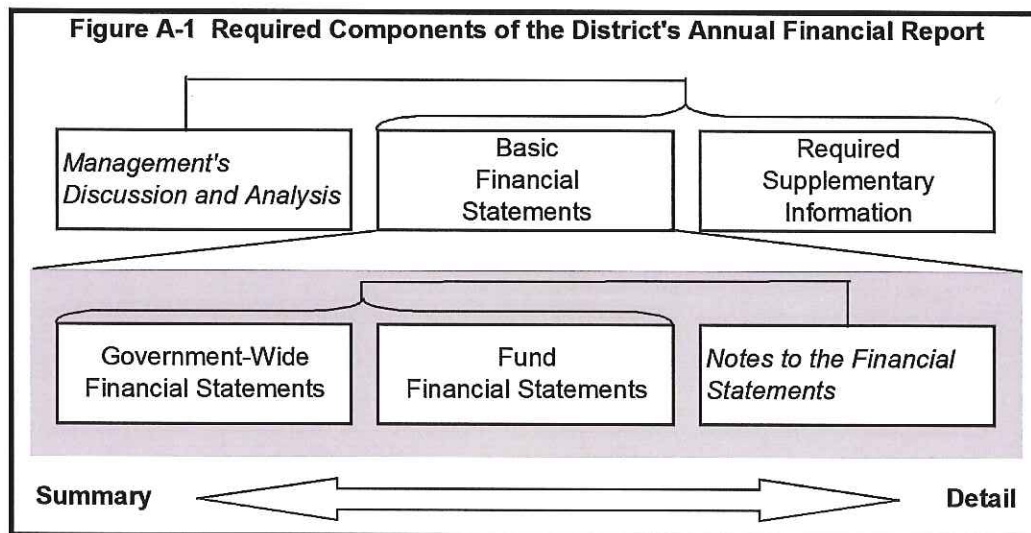 Figure A-1 Required Components of the District's Annual Financial Report
Management's
Discussion and Analysis
Basic
Financial
Statements
Required
Supplementary
Information
Government-Wide
Financial Statements
Fund
Financial Statements
Notes to the Financial
Statements
Summary
Detail